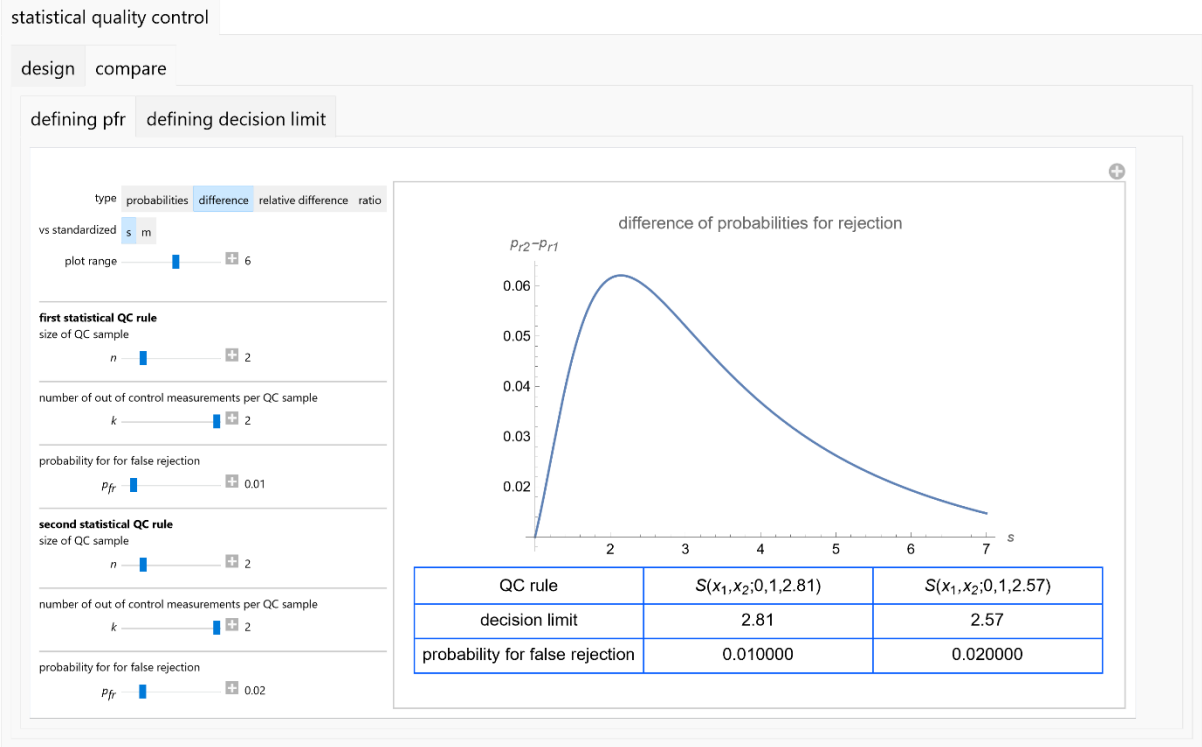 statistical quality control
design compare
defining pfr defining decision limit
type probabilities difference relative difference ratio
vs standardized s m
plot range 6
first statistical QC rule
size of QC sample
n 2
number of out of control measurements per QC sample
k 2
probability for for false rejection
pfr 0.01
second statistical QC rule
size of QC sample
n 2
number of out of control measurements per QC sample
k 2
probability for for false rejection
pfr 0.02
difference of probabilities for rejection
pr2-pr1
0.06
0.05
0.04
0.03
0.02
2 3 4 5 6 7 s
QC rule S(x1,x2;0,1,2.81) S(x1,x2;0,1,2.57)
decision limit 2.81 2.57
probability for false rejection 0.010000 0.020000